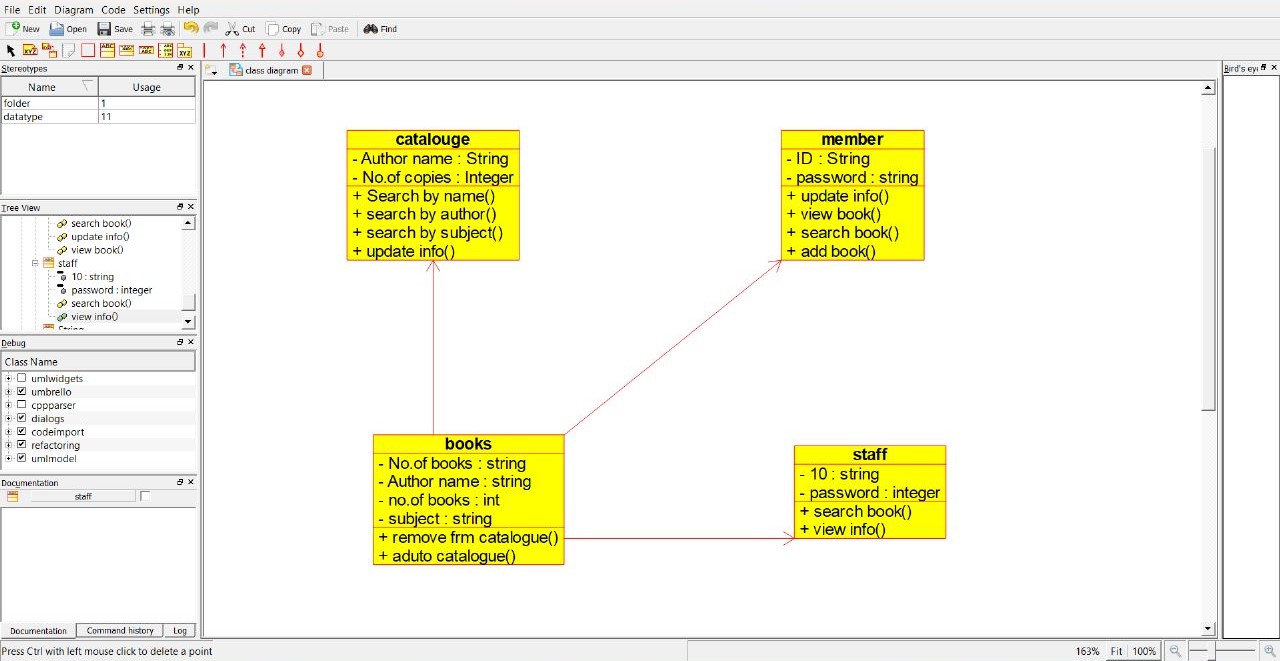 File Edit Diagram Code Settings Help
New Open Save Cut Copy Paste Find
Stereotypes
Name Usage
folder 1
datatype 11
Tree View
search book()
update info()
view book()
staff
10 : string
password : integer
search book()
view info()
String
Debug
Class Name
umlwidgets
umbrello
cppparser
dialogs
codeimport
refactoring
umlmodel
Documentation
staff
Documentation Command history Log
class diagram
catalouge
- Author name : String
- No.of copies : Integer
+ Search by name()
+ search by author()
+ search by subject()
+ update info()
member
- ID : String
- password : string
+ update info()
+ view book()
+ search book()
+ add book()
books
- No.of books : string
- Author name : string
- no.of books : int
- subject : string
+ remove frm catalogue()
+ aduto catalogue()
staff
- 10 : string
- password : integer
+ search book()
+ view info()
Bird's eye
Press Ctrl with left mouse click to delete a point
163% Fit 100%